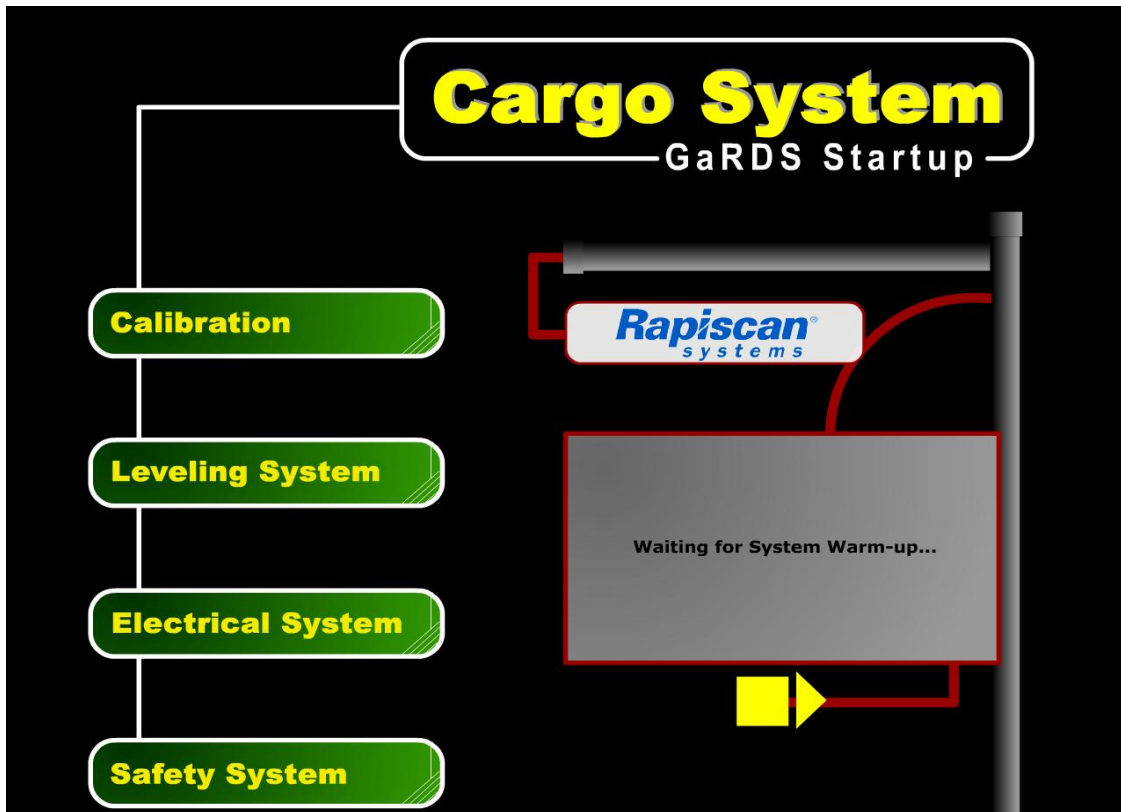 Cargo System
GaRDS Startup
Calibration
Rapiscan®
systems
Leveling System
Waiting for System Warm-up...
Electrical System
Safety System